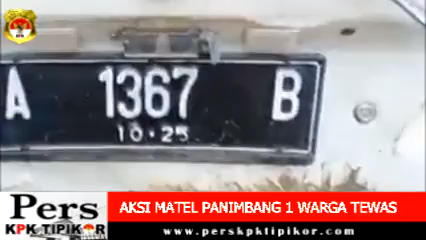 A 1367 B
10·25
Pers
KPK TIPIKOR
AKSI MATEL PANIMBANG 1 WARGA TEWAS
www.perskpktipikor.com